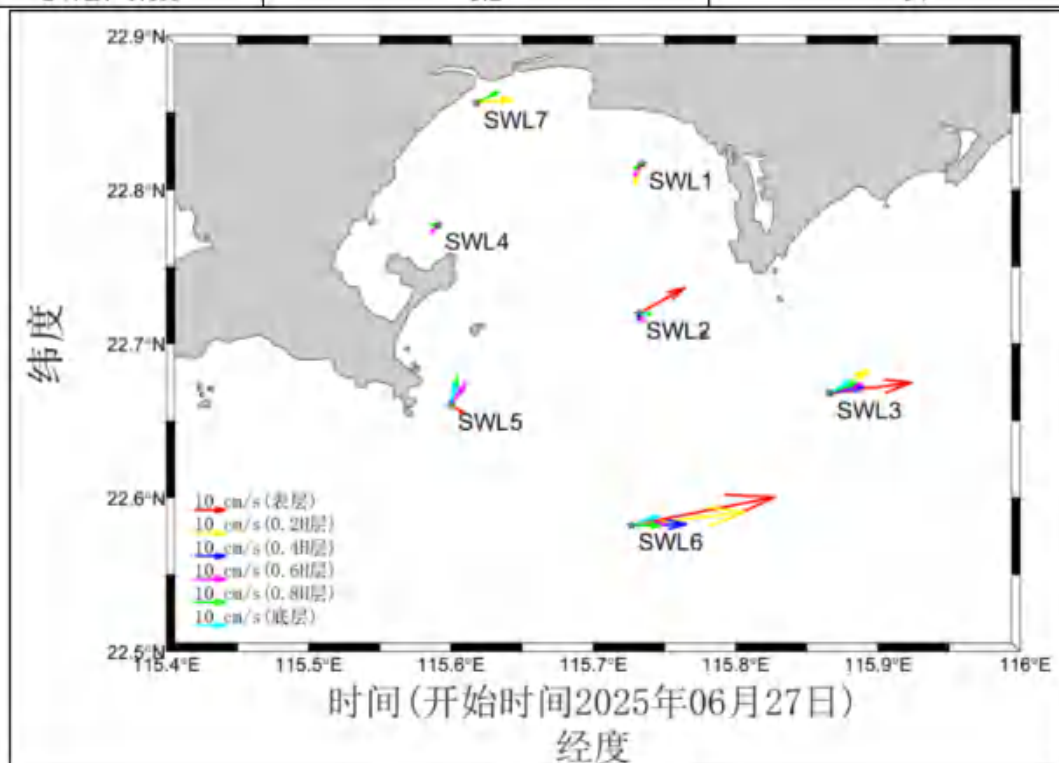 22.9°N
SWL7
SWL1
22.8°N
SWL4
SWL2
22.7°N
纬度
SWL3
SWL5
22.6°N
SWL6
10 cm/s(表层)
10 cm/s(0.2H层)
10 cm/s(0.4H层)
10 cm/s(0.6H层)
10 cm/s(0.8H层)
10 cm/s(底层)
22.5°N
115.4°E 115.5°E 115.6°E 115.7°E 115.8°E 115.9°E 116°E
时间(开始时间2025年06月27日)
经度